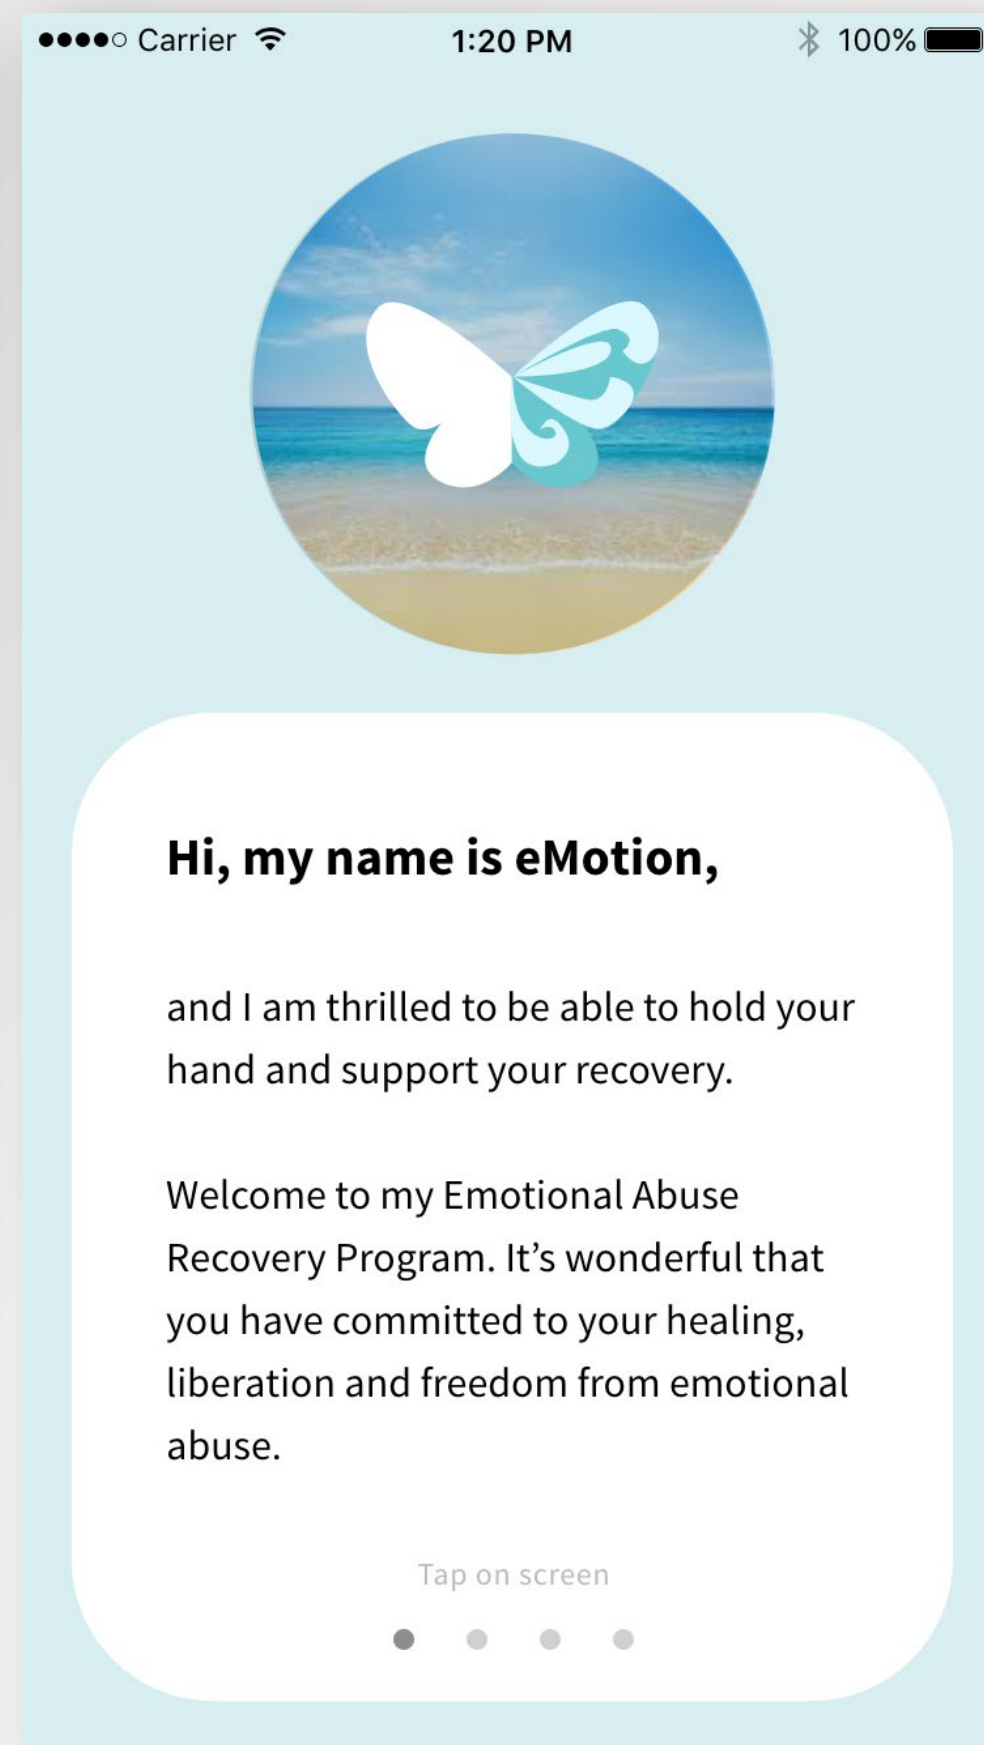 Carrier 1:20 PM 100%
Hi, my name is eMotion,
and I am thrilled to be able to hold your
hand and support your recovery.
Welcome to my Emotional Abuse
Recovery Program. It’s wonderful that
you have committed to your healing,
liberation and freedom from emotional
abuse.
Tap on screen